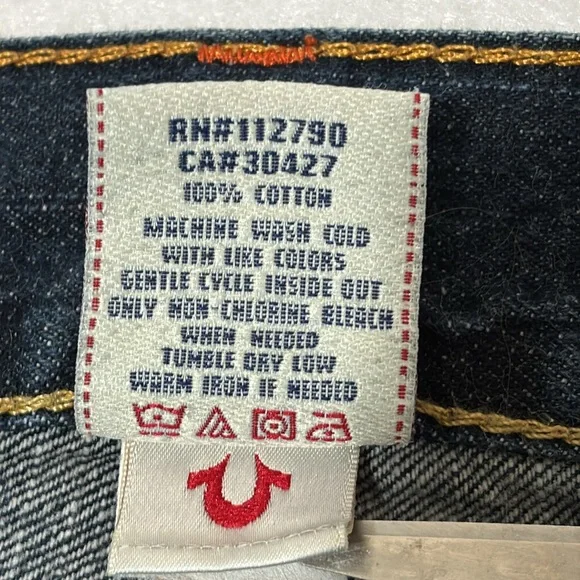 RN#112790
CA#30427
100% COTTON
MACHINE WASH COLD
WITH LIKE COLORS
GENTLE CYCLE INSIDE OUT
ONLY NON-CHLORINE BLEACH
WHEN NEEDED
TUMBLE DRY LOW
WARM IRON IF NEEDED